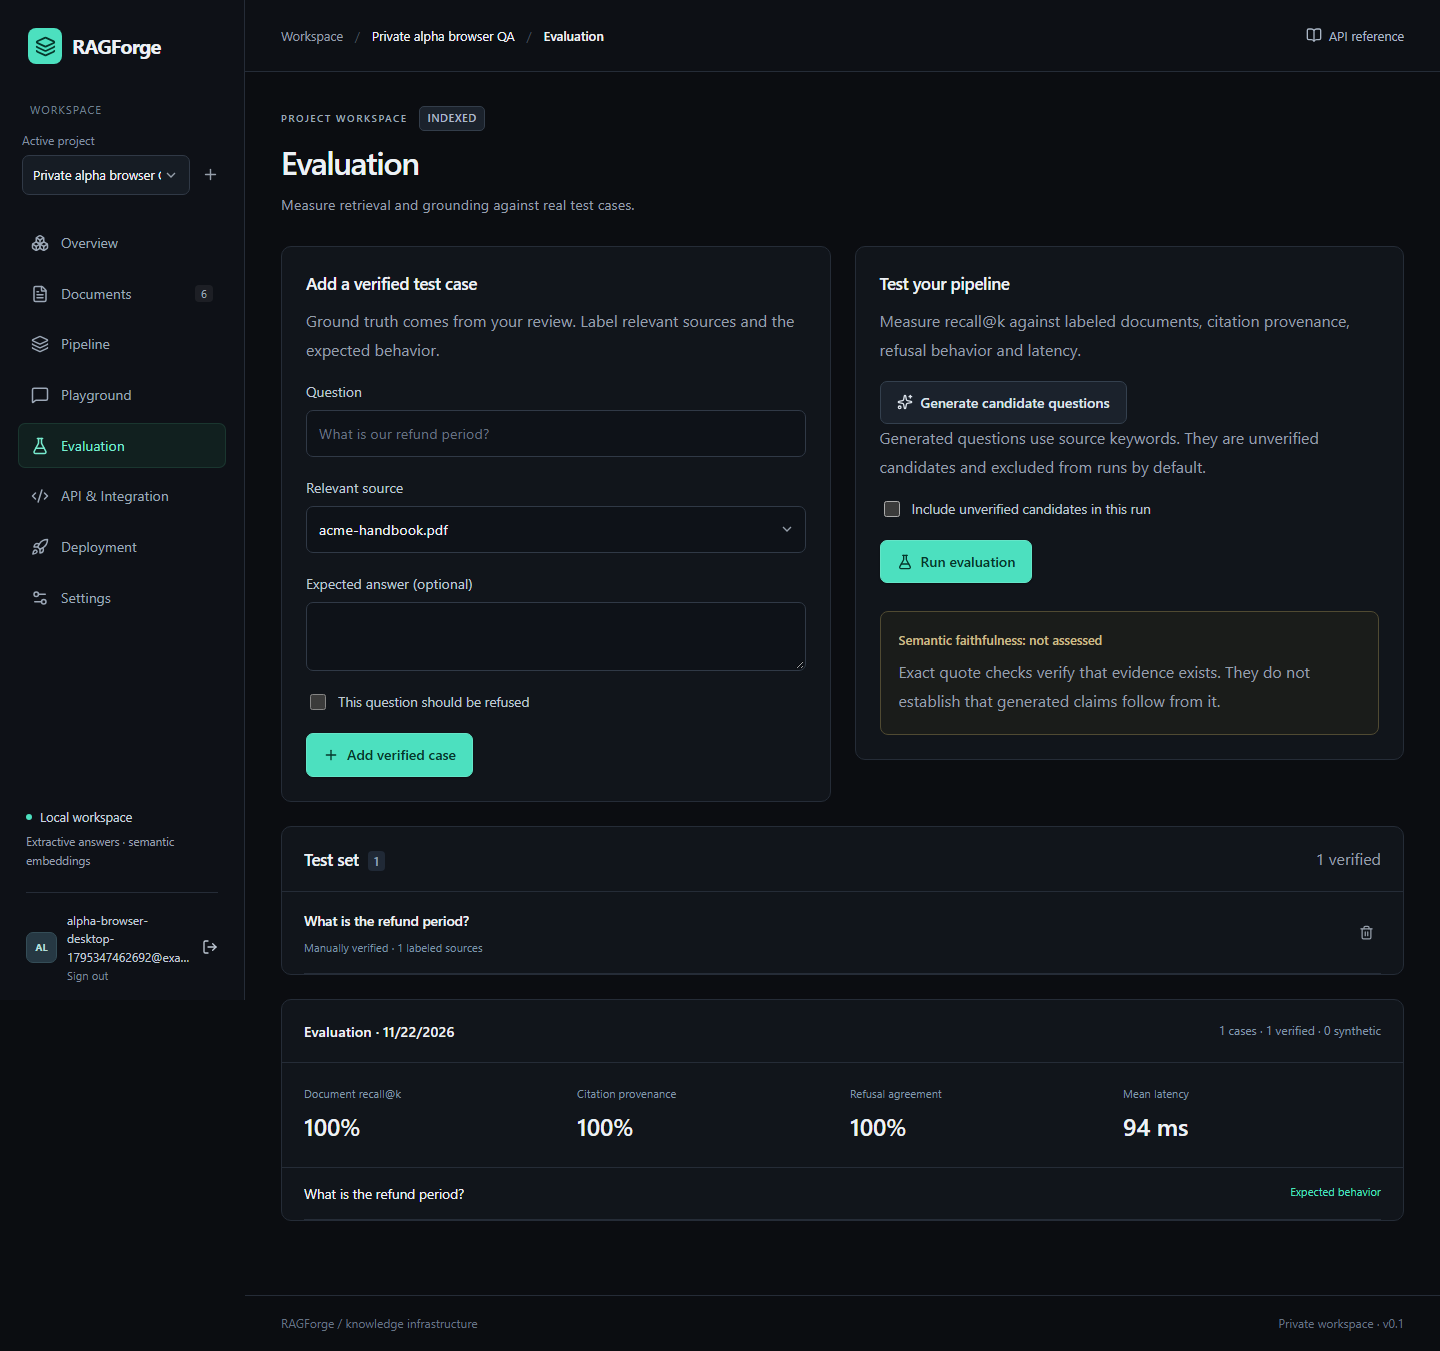 RAGForge
WORKSPACE
Active project
Private alpha browser
Overview
Documents 6
Pipeline
Playground
Evaluation
API & Integration
Deployment
Settings
Local workspace
Extractive answers · semantic
embeddings
AL
alpha-browser-
desktop-
1795347462692@exa...
Sign out
Workspace / Private alpha browser QA / Evaluation
API reference
PROJECT WORKSPACE INDEXED
Evaluation
Measure retrieval and grounding against real test cases.
Add a verified test case
Ground truth comes from your review. Label relevant sources and the
expected behavior.
Question
What is our refund period?
Relevant source
acme-handbook.pdf
Expected answer (optional)
This question should be refused
Add verified case
Test your pipeline
Measure recall@k against labeled documents, citation provenance,
refusal behavior and latency.
Generate candidate questions
Generated questions use source keywords. They are unverified
candidates and excluded from runs by default.
Include unverified candidates in this run
Run evaluation
Semantic faithfulness: not assessed
Exact quote checks verify that evidence exists. They do not
establish that generated claims follow from it.
Test set 1
1 verified
What is the refund period?
Manually verified · 1 labeled sources
Evaluation · 11/22/2026
1 cases · 1 verified · 0 synthetic
Document recall@k
100%
Citation provenance
100%
Refusal agreement
100%
Mean latency
94 ms
What is the refund period?
Expected behavior
RAGForge / knowledge infrastructure
Private workspace · v0.1